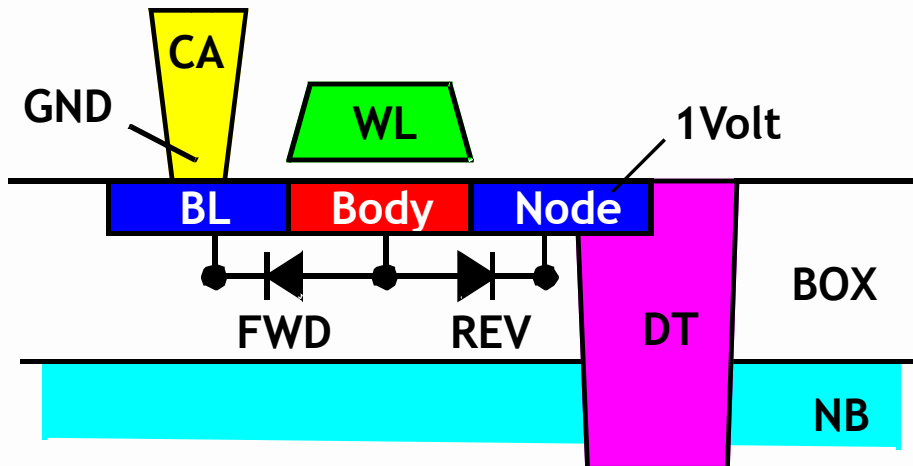 CA
GND
WL
1Volt
BL
Body
Node
BOX
FWD
REV
DT
NB